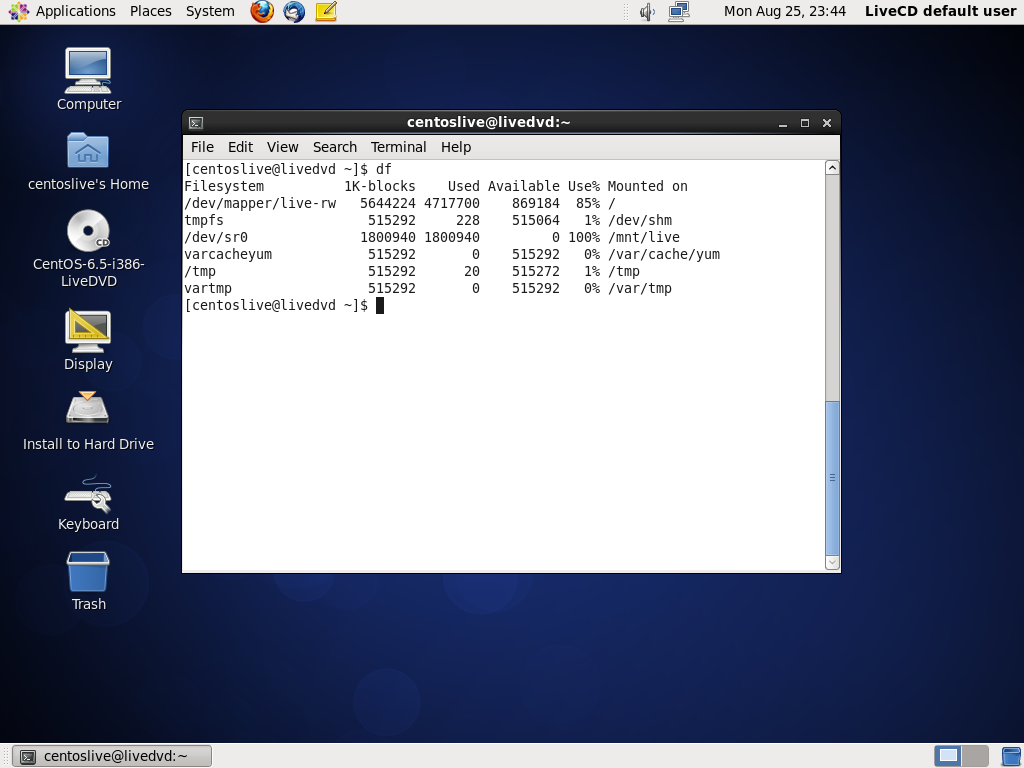 Applications Places System Mon Aug 25, 23:44 LiveCD default user
Computer
centoslive's Home
CD
CentOS-6.5-i386-
LiveDVD
Display
Install to Hard Drive
Keyboard
Trash
centoslive@livedvd:~
File Edit View Search Terminal Help
[centoslive@livedvd ~]$ df
Filesystem 1K-blocks Used Available Use% Mounted on
/dev/mapper/live-rw 5644224 4717700 869184 85% /
tmpfs 515292 228 515064 1% /dev/shm
/dev/sr0 1800940 1800940 0 100% /mnt/live
varcacheyum 515292 0 515292 0% /var/cache/yum
/tmp 515292 20 515272 1% /tmp
vartmp 515292 0 515292 0% /var/tmp
[centoslive@livedvd ~]$
centoslive@livedvd:~